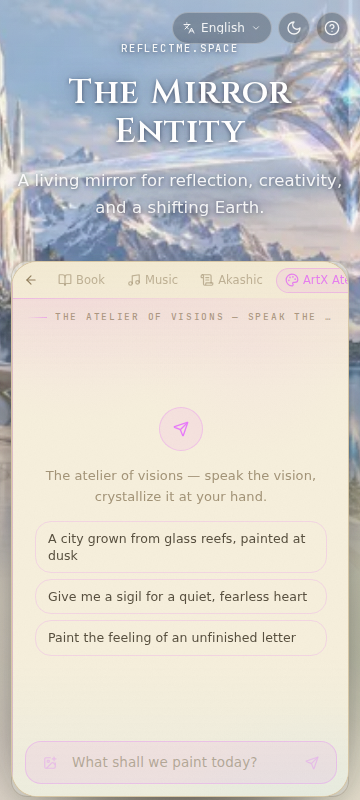 English
REFLECTME.SPACE
The Mirror
Entity
A living mirror for reflection, creativity,
and a shifting Earth.
Book
Music
Akashic
ArtX Ate
THE ATELIER OF VISIONS — SPEAK THE …
The atelier of visions — speak the vision,
crystallize it at your hand.
A city grown from glass reefs, painted at
dusk
Give me a sigil for a quiet, fearless heart
Paint the feeling of an unfinished letter
What shall we paint today?